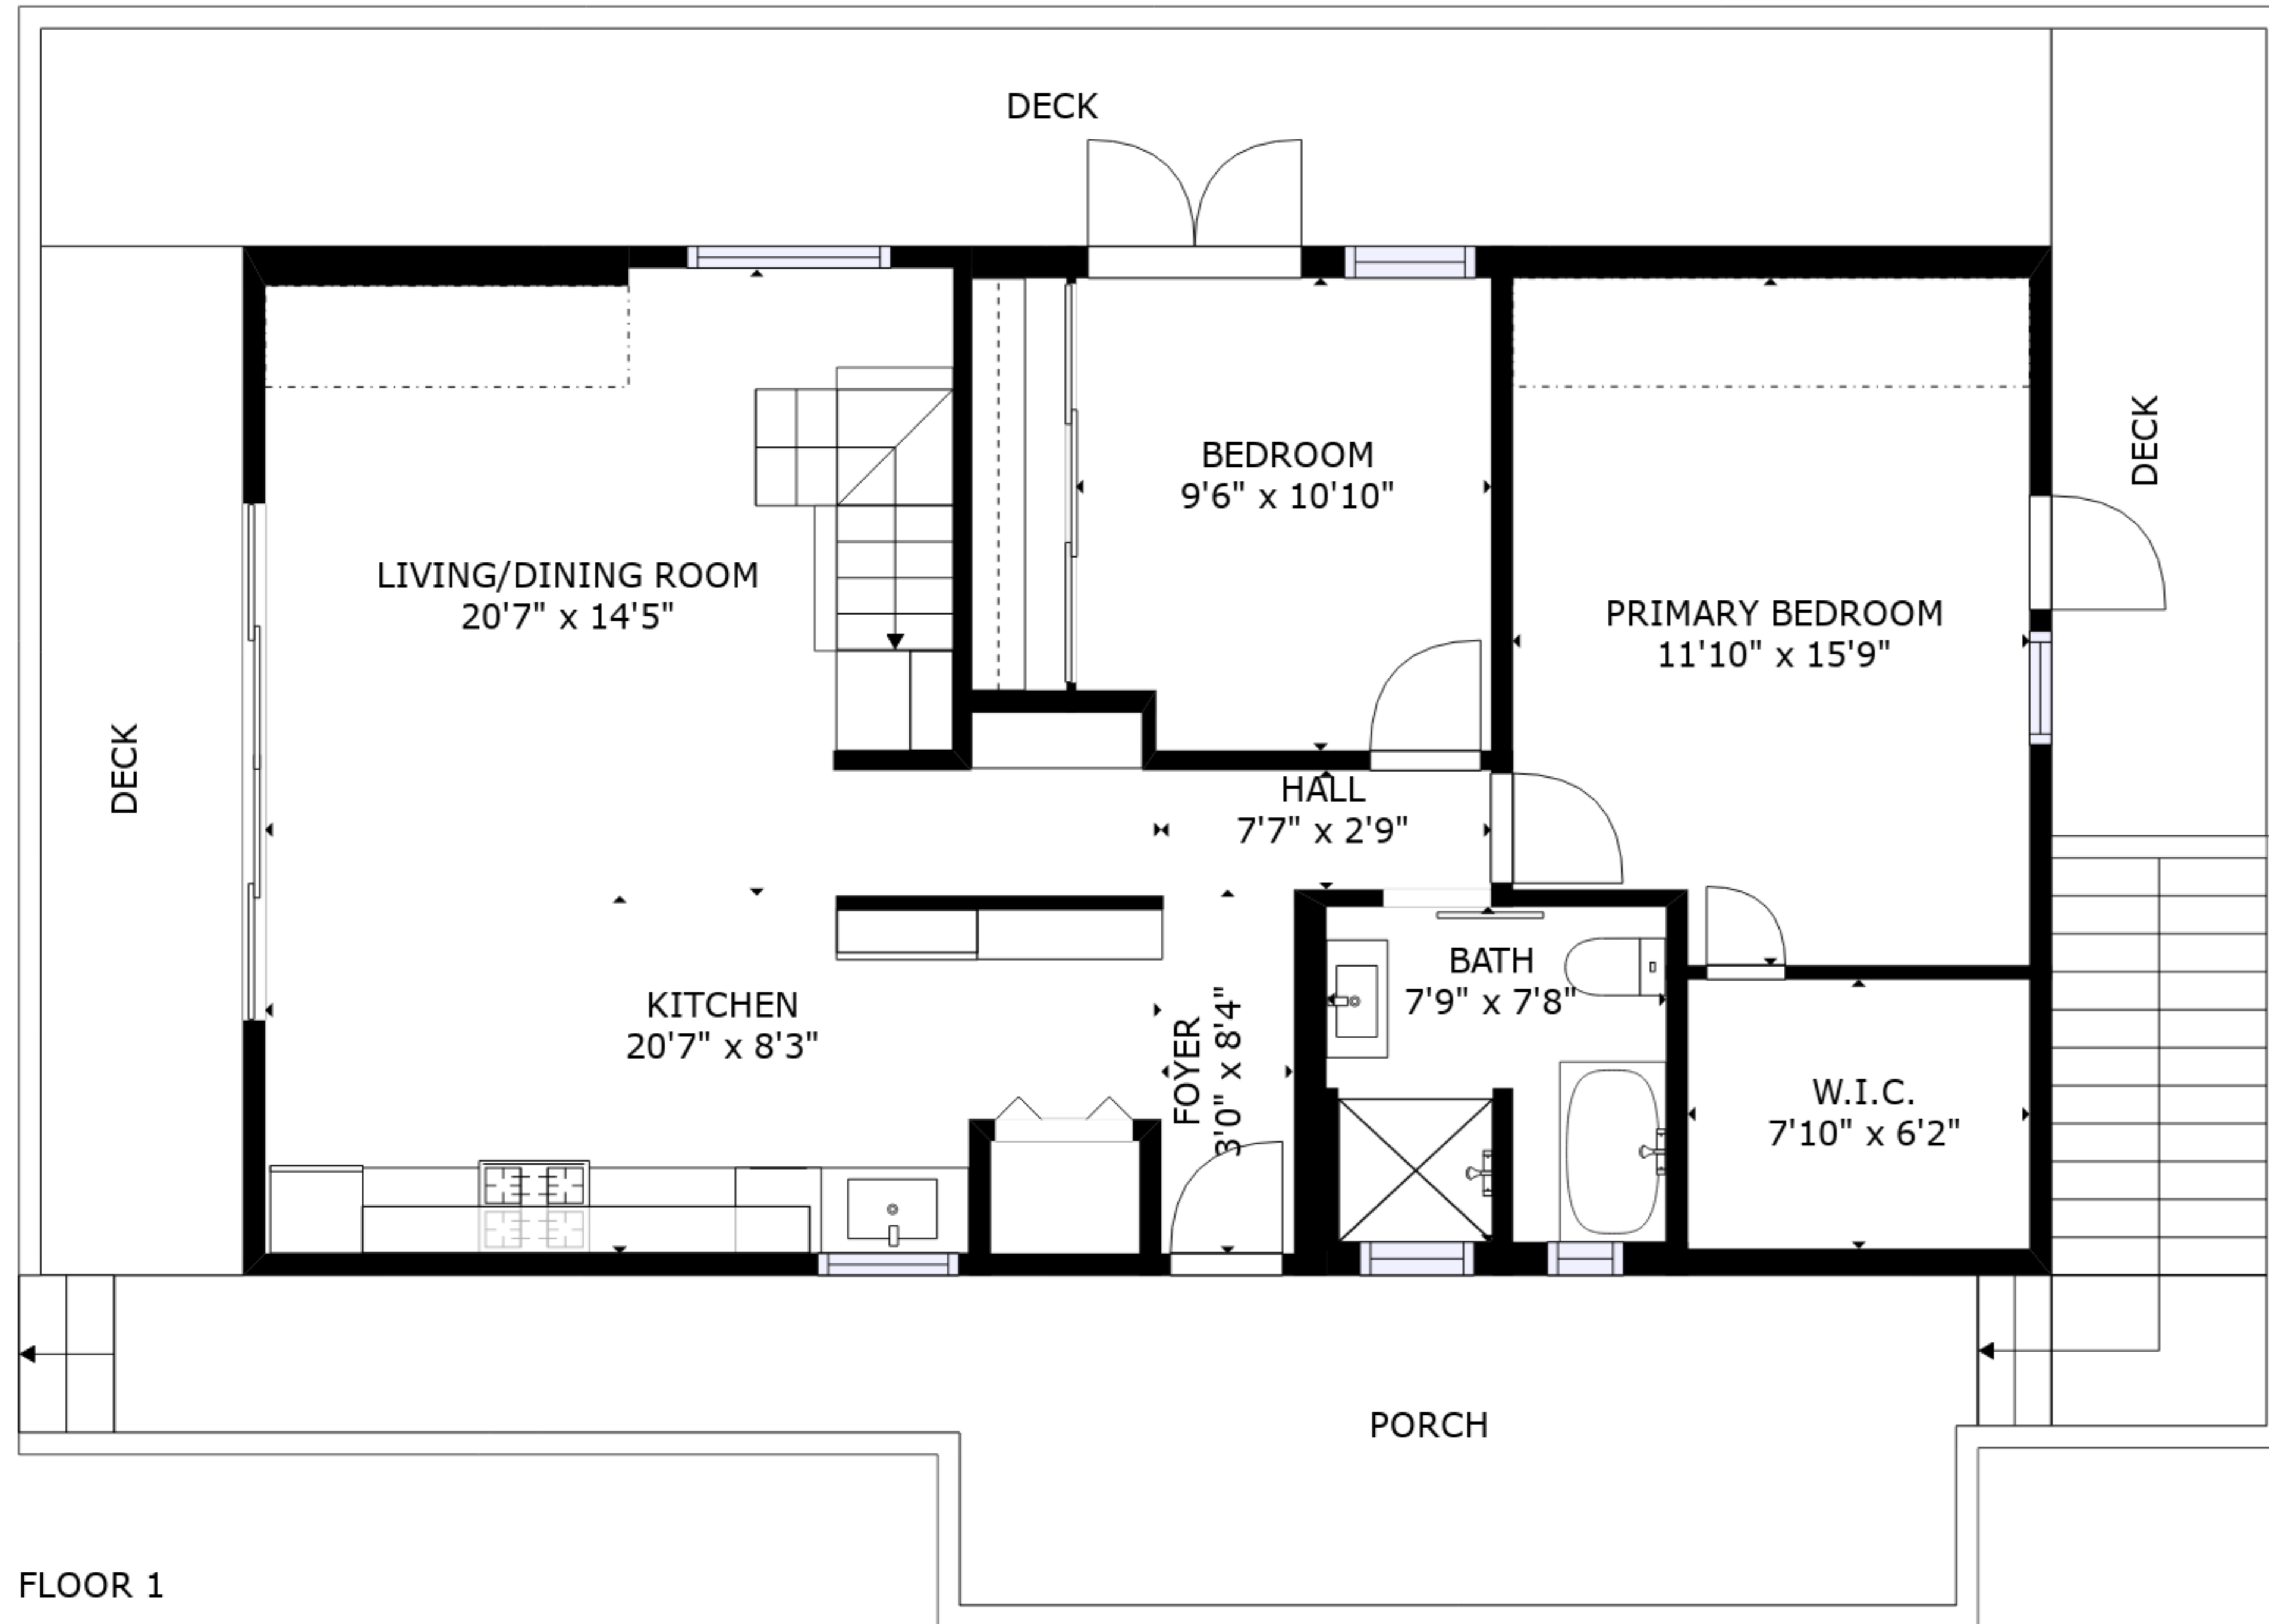 DECK
BEDROOM
9'6" x 10'10"
DECK
LIVING/DINING ROOM
20'7" x 14'5"
PRIMARY BEDROOM
11'10" x 15'9"
DECK
HALL
7'7" x 2'9"
BATH
7'9" x 7'8"
KITCHEN
20'7" x 8'3"
FOYER
3'0" x 8'4"
W.I.C.
7'10" x 6'2"
PORCH
FLOOR 1